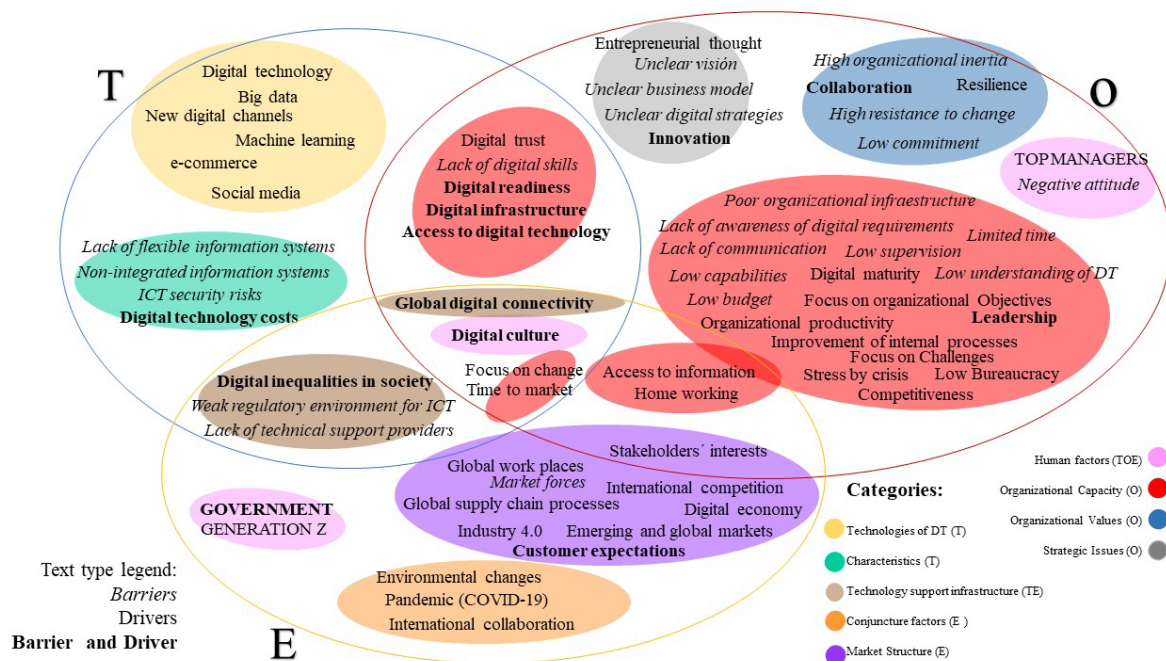 T
Digital technology
Big data
New digital channels
Machine learning
e-commerce
Social media
Entrepreneurial thought
Unclear visión
Unclear business model
Unclear digital strategies
Innovation
High organizational inertia
Collaboration
Resilience
High resistance to change
Low commitment
O
TOP MANAGERS
Negative attitude
Digital trust
Lack of digital skills
Digital readiness
Digital infrastructure
Access to digital technology
Poor organizational infraestructure
Lack of awareness of digital requirements
Limited time
Lack of communication
Low supervision
Low capabilities
Digital maturity
Low understanding of DT
Low budget
Focus on organizational Objectives
Organizational productivity
Leadership
Improvement of internal processes
Focus on Challenges
Stress by crisis
Low Bureaucracy
Competitiveness
Lack of flexible information systems
Non-integrated information systems
ICT security risks
Digital technology costs
Global digital connectivity
Digital culture
Focus on change
Time to market
Access to information
Home working
Digital inequalities in society
Weak regulatory environment for ICT
Lack of technical support providers
Stakeholders´ interests
Global work places
Market forces
International competition
Global supply chain processes
Digital economy
Industry 4.0
Emerging and global markets
Customer expectations
GOVERNMENT
GENERATION Z
Environmental changes
Pandemic (COVID-19)
International collaboration
E
Text type legend:
Barriers
Drivers
Barrier and Driver
Categories:
Technologies of DT (T)
Characteristics (T)
Technology support infrastructure (TE)
Conjuncture factors (E )
Market Structure (E)
Human factors (TOE)
Organizational Capacity (O)
Organizational Values (O)
Strategic Issues (O)